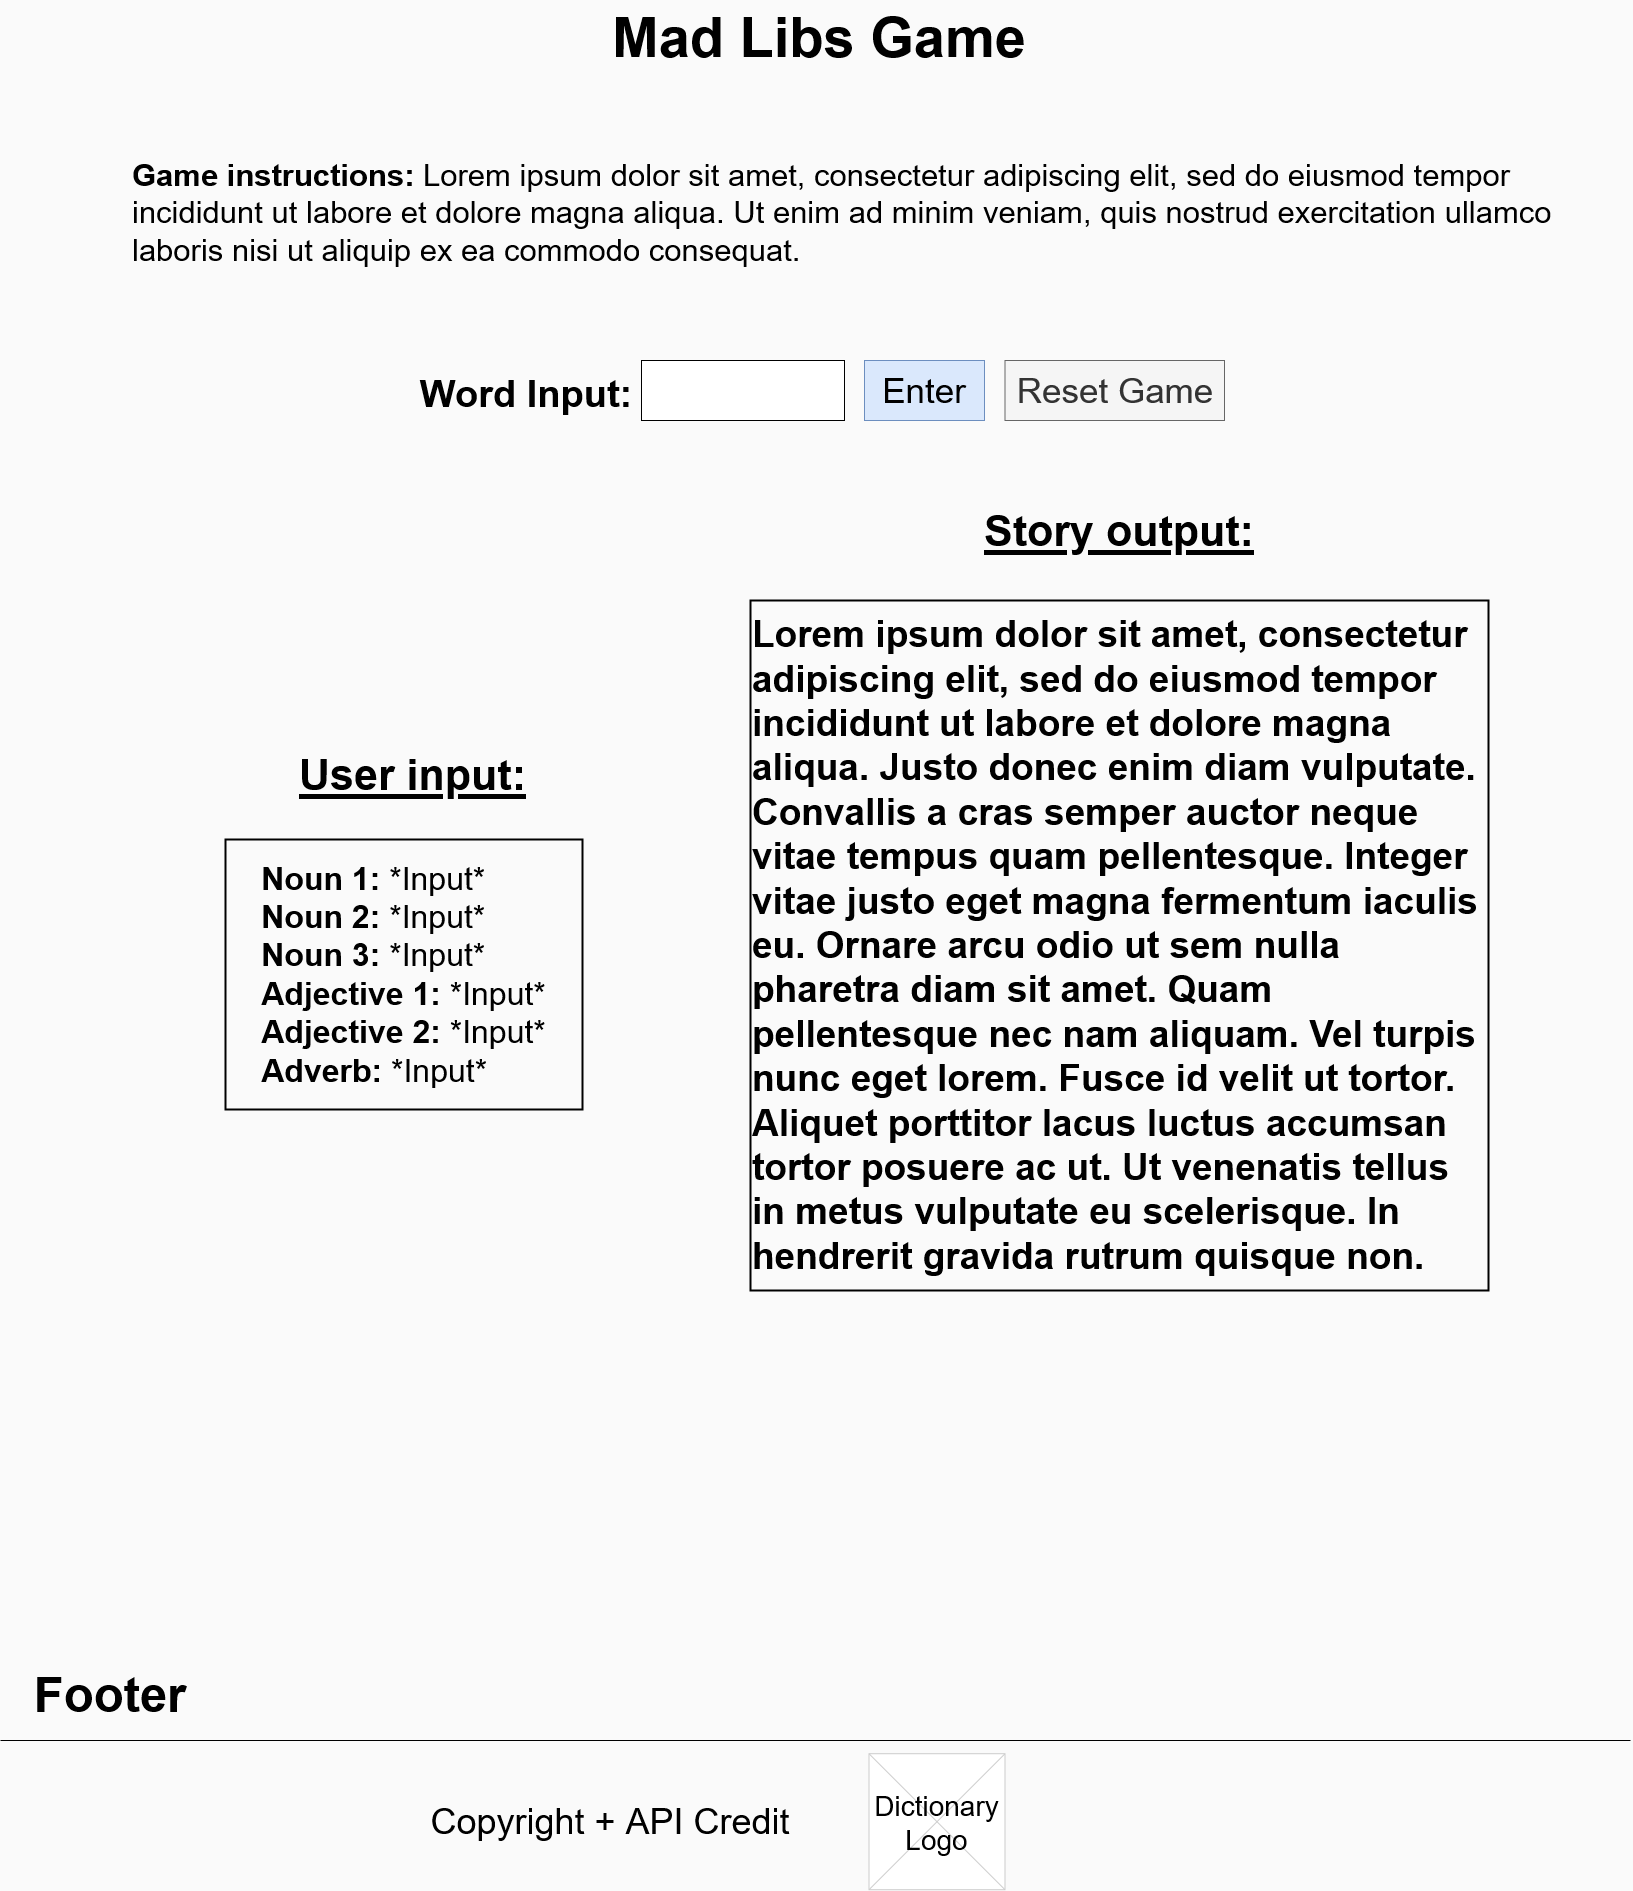 Mad Libs Game
Game instructions: Lorem ipsum dolor sit amet, consectetur adipiscing elit, sed do eiusmod tempor
incididunt ut labore et dolore magna aliqua. Ut enim ad minim veniam, quis nostrud exercitation ullamco
laboris nisi ut aliquip ex ea commodo consequat.
Word Input:
Enter
Reset Game
User input:
Noun 1: *Input*
Noun 2: *Input*
Noun 3: *Input*
Adjective 1: *Input*
Adjective 2: *Input*
Adverb: *Input*
Story output:
Lorem ipsum dolor sit amet, consectetur
adipiscing elit, sed do eiusmod tempor
incididunt ut labore et dolore magna
aliqua. Justo donec enim diam vulputate.
Convallis a cras semper auctor neque
vitae tempus quam pellentesque. Integer
vitae justo eget magna fermentum iaculis
eu. Ornare arcu odio ut sem nulla
pharetra diam sit amet. Quam
pellentesque nec nam aliquam. Vel turpis
nunc eget lorem. Fusce id velit ut tortor.
Aliquet porttitor lacus luctus accumsan
tortor posuere ac ut. Ut venenatis tellus
in metus vulputate eu scelerisque. In
hendrerit gravida rutrum quisque non.
Footer
Copyright + API Credit
Dictionary
Logo